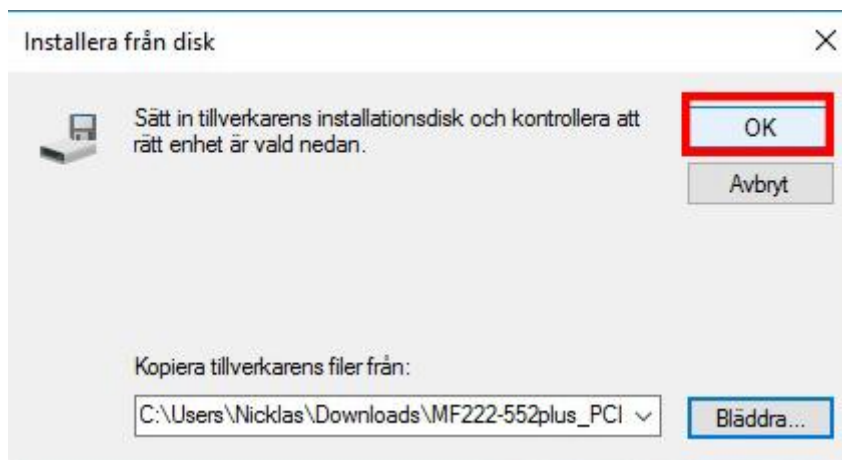 Installera från disk
Sätt in tillverkarens installationsdisk och kontrollera att
rätt enhet är vald nedan.
OK
Avbryt
Kopiera tillverkarens filer från:
C:\Users\Nicklas\Downloads\MF222-552plus_PCI
Bläddra...